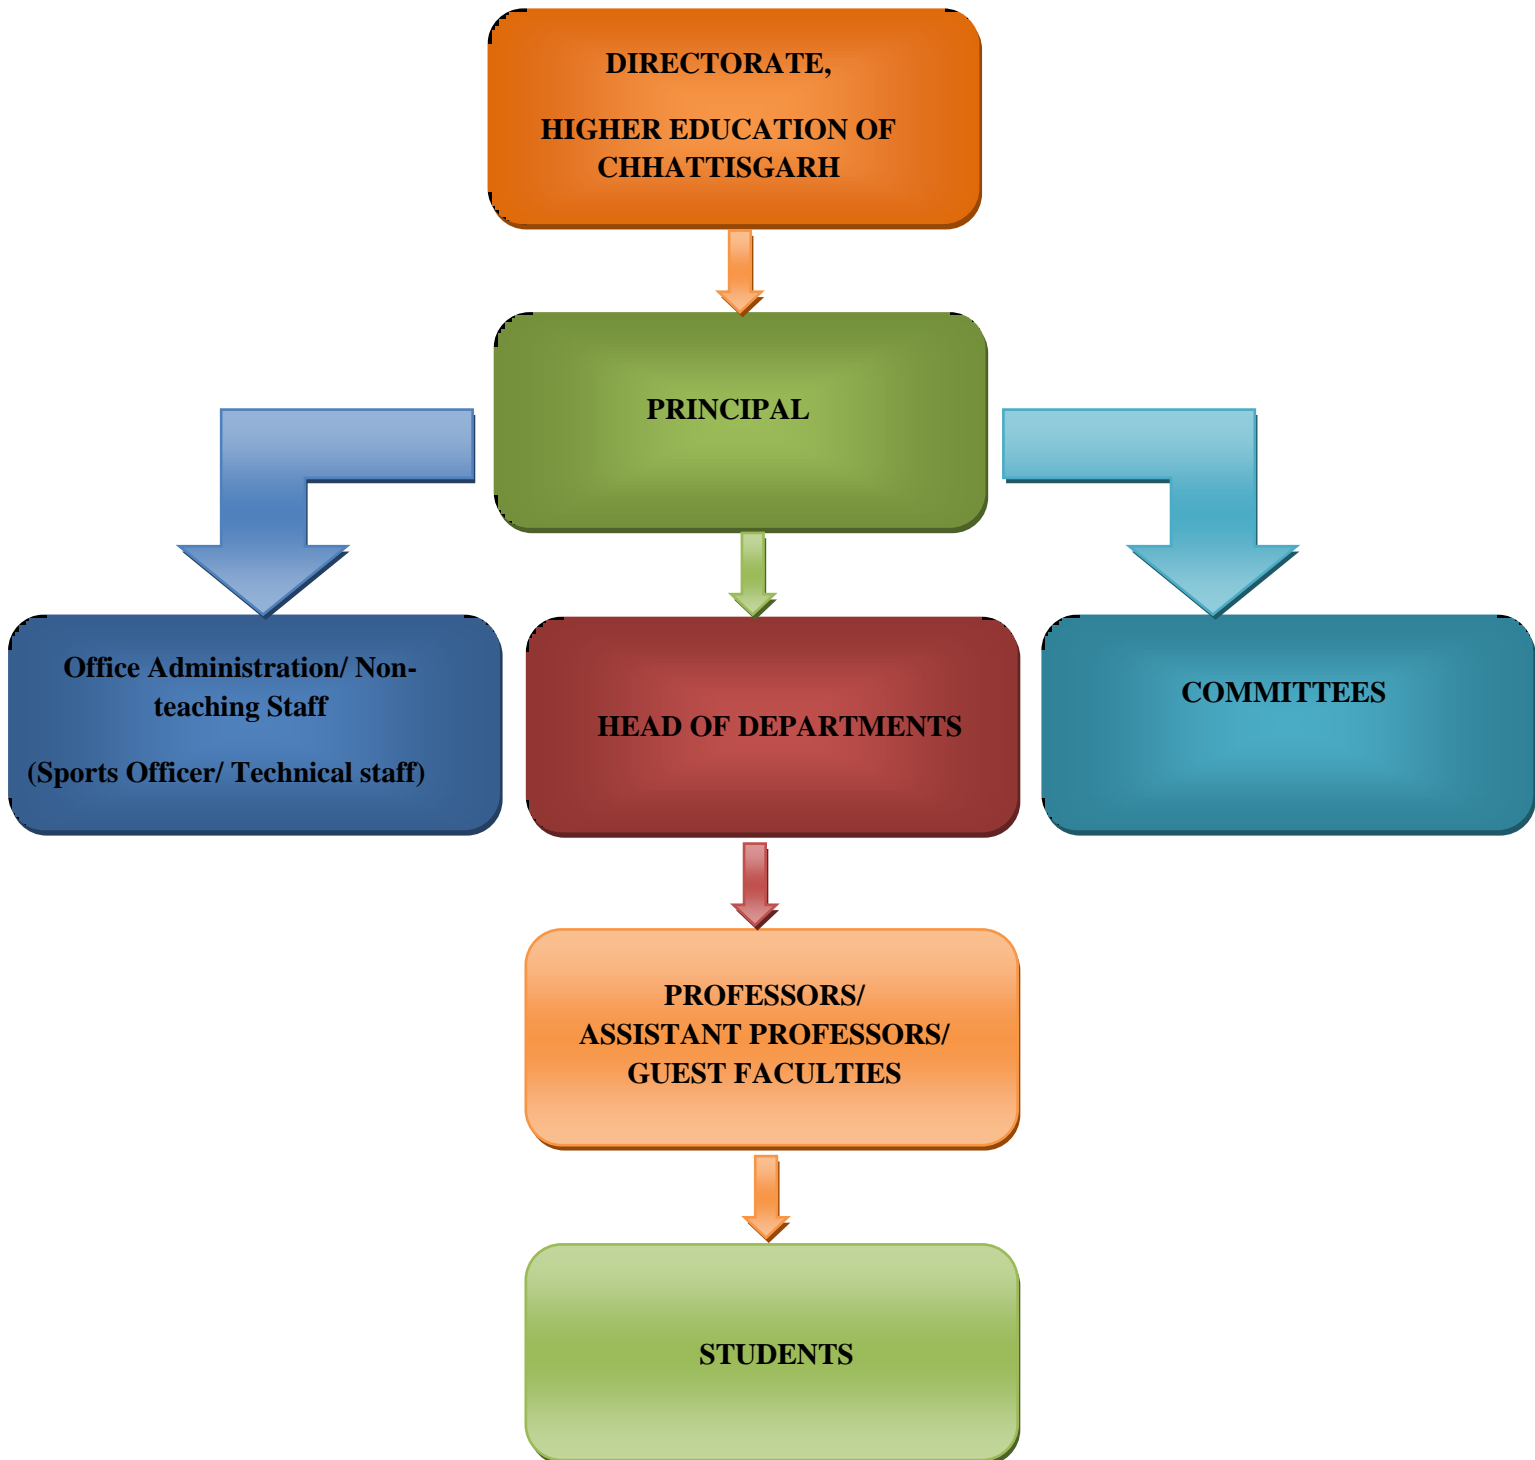 DIRECTORATE,
HIGHER EDUCATION OF
CHHATTISGARH
PRINCIPAL
Office Administration/ Non-
teaching Staff
(Sports Officer/ Technical staff)
HEAD OF DEPARTMENTS
COMMITTEES
PROFESSORS/
ASSISTANT PROFESSORS/
GUEST FACULTIES
STUDENTS